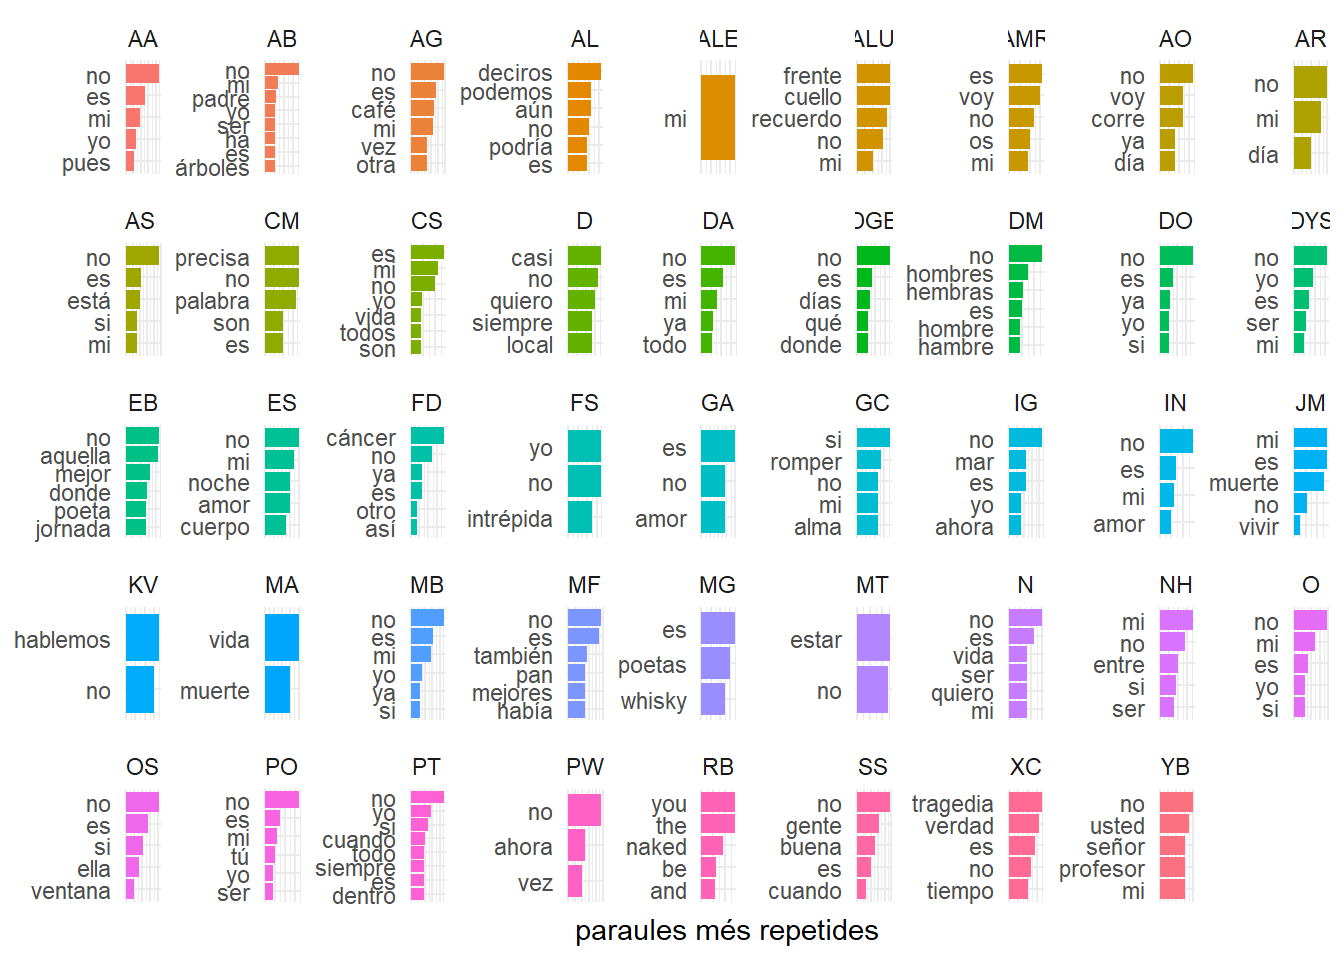 AA
no
es
mi
yo
pues
AB
no
mi
padre
yo
ser
ha
es
árboles
AG
no
es
café
mi
vez
otra
AL
deciros
podemos
aún
no
podría
es
ALE
mi
ALU
frente
cuello
recuerdo
no
mi
AMR
es
voy
no
os
mi
AO
no
voy
corre
ya
día
AR
no
mi
día
AS
no
es
está
si
mi
CM
precisa
no
palabra
son
es
CS
es
mi
no
yo
vida
todos
son
D
casi
no
quiero
siempre
local
DA
no
es
mi
ya
todo
OGE
no
es
días
qué
donde
DM
no
hombres
hembras
es
hombre
hambre
DO
no
es
ya
yo
si
DYS
no
yo
es
ser
mi
EB
no
aquella
mejor
donde
poeta
jornada
ES
no
mi
noche
amor
cuerpo
FD
cáncer
no
ya
es
otro
así
FS
yo
no
intrépida
GA
es
no
amor
GC
si
romper
no
mi
alma
IG
no
mar
es
yo
ahora
IN
no
es
mi
amor
JM
mi
es
muerte
no
vivir
KV
hablemos
no
MA
vida
muerte
MB
no
es
mi
yo
ya
si
MF
no
es
también
pan
mejores
había
MG
es
poetas
whisky
MT
estar
no
N
no
es
vida
ser
quiero
mi
NH
mi
no
entre
si
ser
O
no
mi
es
yo
si
OS
no
es
si
ella
ventana
PO
no
es
mi
tú
yo
ser
PT
no
yo
si
cuando
todo
siempre
es
dentro
PW
no
ahora
vez
RB
you
the
naked
be
and
SS
no
gente
buena
es
cuando
XC
tragedia
verdad
es
no
tiempo
YB
no
usted
señor
profesor
mi
paraules més repetides